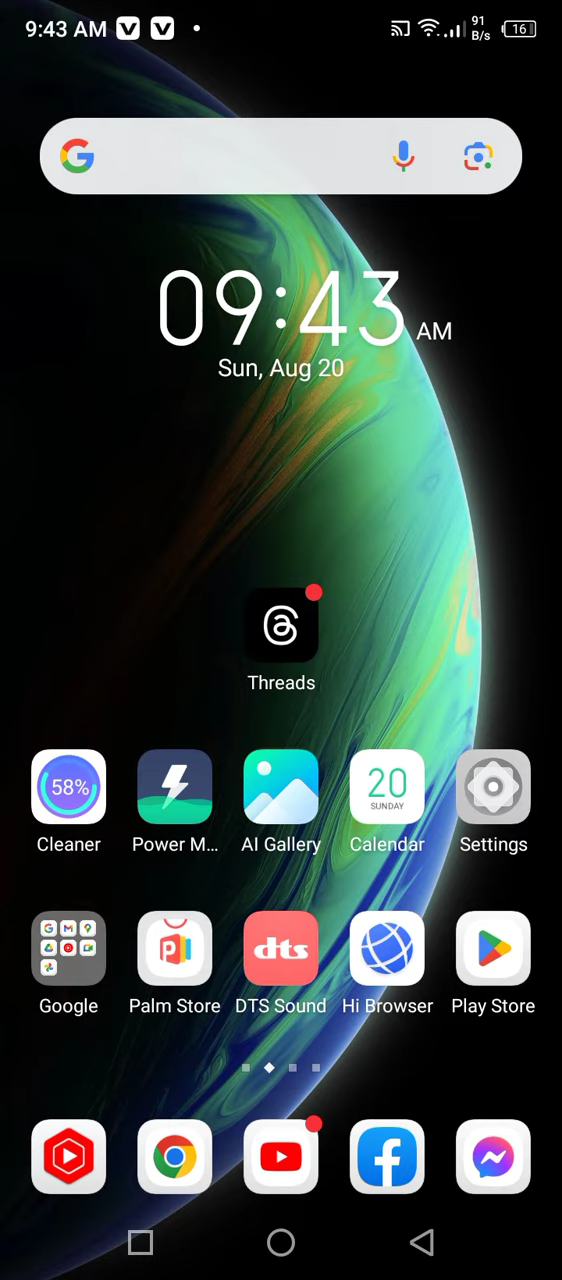 9:43 AM
91
B/s
16
09:43 AM
Sun, Aug 20
Threads
58%
20
SUNDAY
Cleaner
Power M...
AI Gallery
Calendar
Settings
dts
Google
Palm Store
DTS Sound
Hi Browser
Play Store